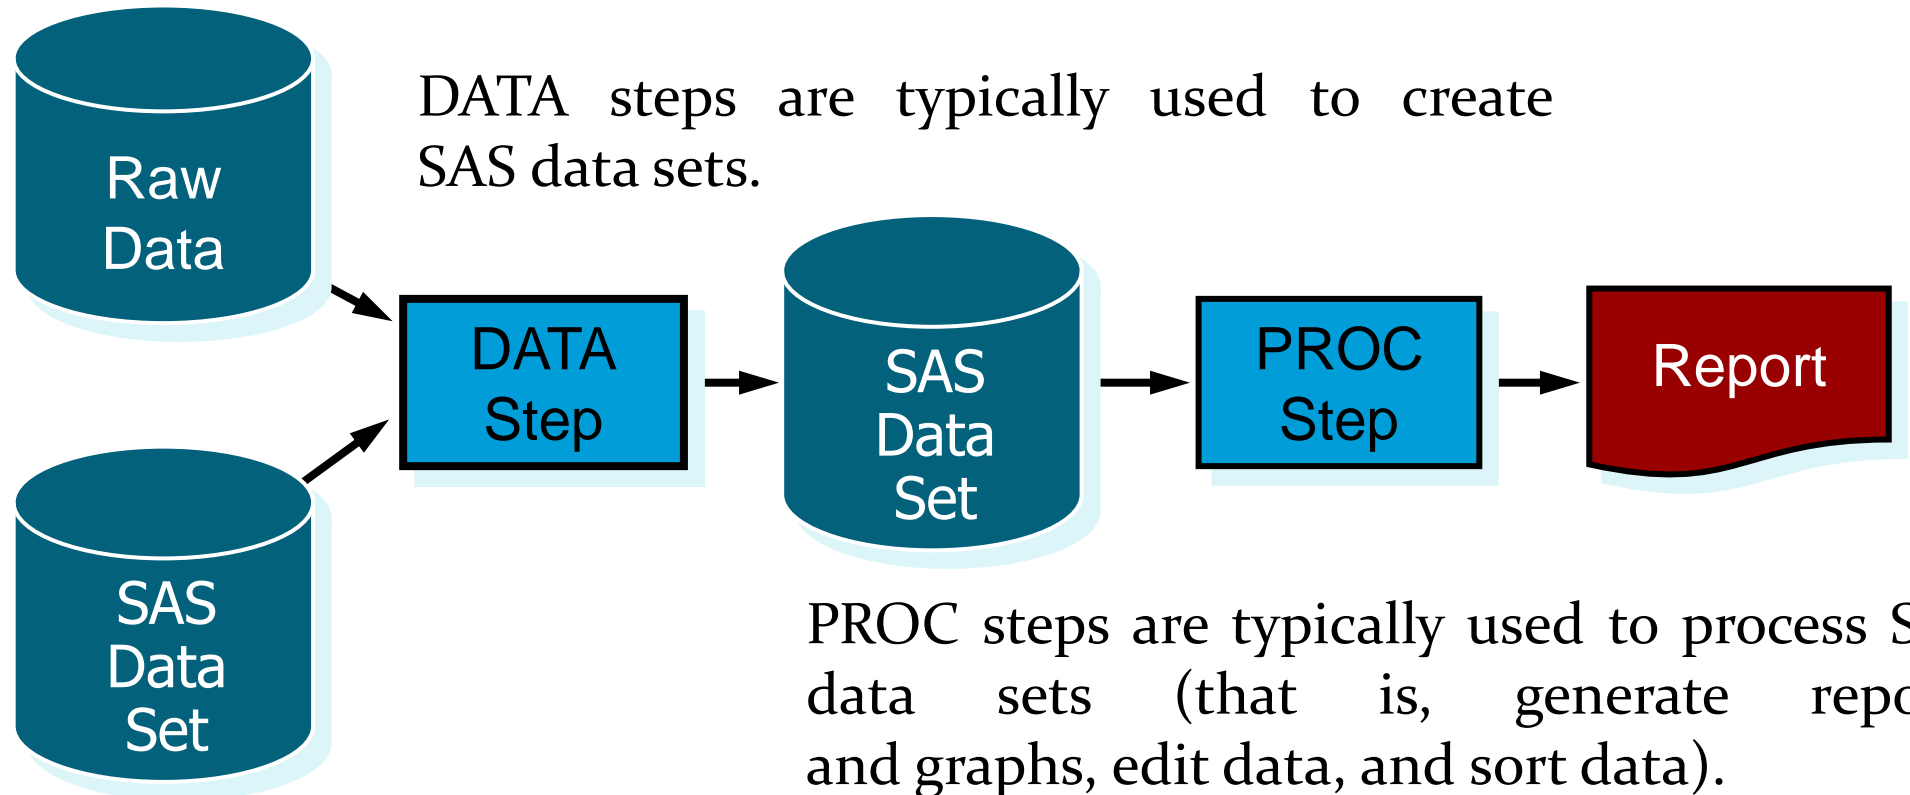 DATA steps are typically used to create
SAS data sets.
Raw
Data
DATA
Step
SAS
Data
Set
PROC
Step
Report
SAS
Data
Set
PROC steps are typically used to process
data sets (that is, generate
and graphs, edit data, and sort data).